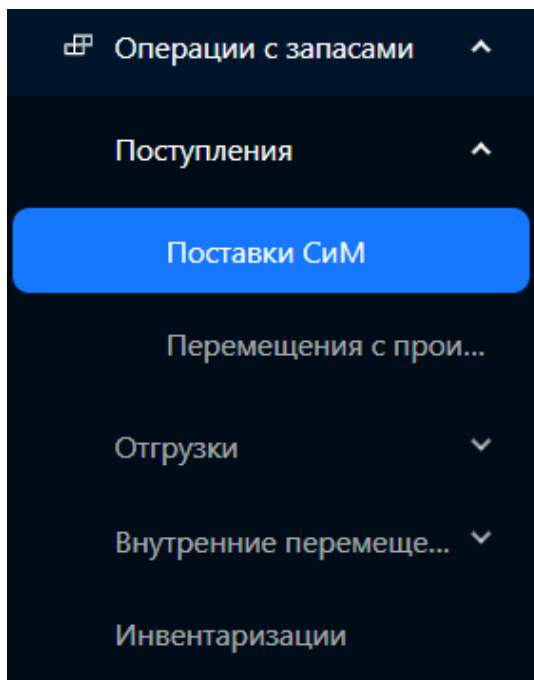 Операции с запасами
Поступления
Поставки СиМ
Перемещения с прои...
Отгрузки
Внутренние перемеще...
Инвентаризации